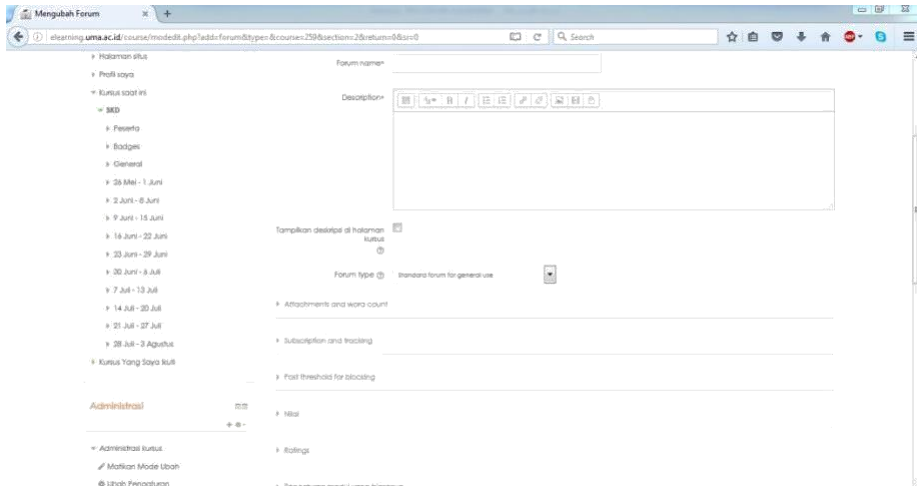 Mengubah Forum
elearning.uma.ac.id/course/modedit.php?add=forum&type=&course=259&section=2&return=0&sr=0
Search
ABP
Halaman situs
Profil saya
Kursus saat ini
SKD
Peserta
Badges
General
26 Mei - 1 Juni
2 Juni - 8 Juni
9 Juni - 15 Juni
16 Juni - 22 Juni
23 Juni - 29 Juni
30 Juni - 6 Juli
7 Juli - 13 Juli
14 Juli - 20 Juli
21 Juli - 27 Juli
28 Juli - 3 Agustus
Kursus Yang Saya Ikuti
Administrasi
Administrasi kursus
Matikan Mode Ubah
Ubah Pengaturan
Forum name*
Description*
B I
Tampilkan deskripsi di halaman
kursus
Forum type
Standard forum for general use
Attachments and word count
Subscription and tracking
Post threshold for blocking
Nilai
Ratings